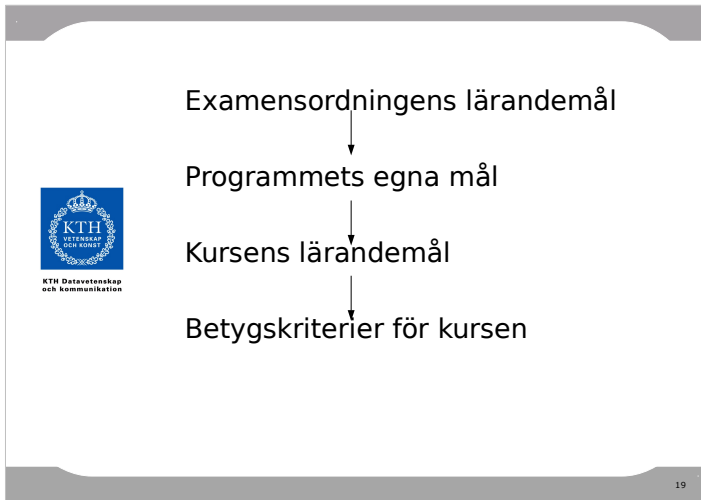 Examensordningens lärandemål
Programmets egna mål
KTH
VETENSKAP
OCH KONST
Kursens lärandemål
KTH Datavetenskap
och kommunikation
Betygskriterier för kursen
19